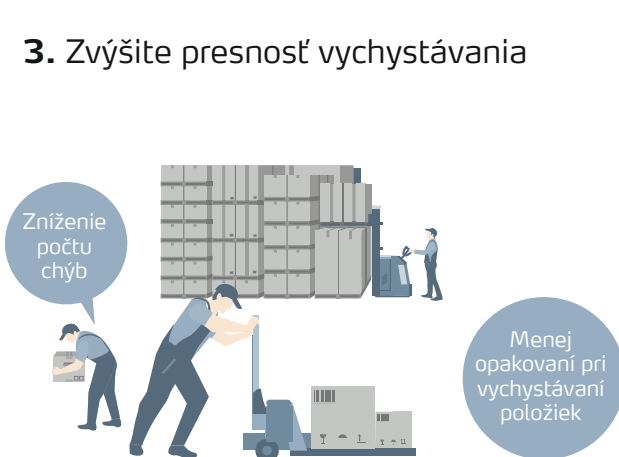 3. Zvýšite presnosť vychystávania
Zníženie
počtu
chýb
Menej
opakovaní pri
vychystávaní
položiek